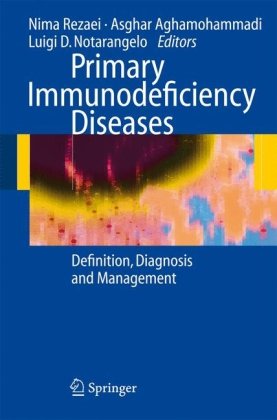 Nima Rezaei · Asghar Aghamohammadi
Luigi D. Notarangelo Editors
Primary
Immunodeficiency
Diseases
Definition, Diagnosis
and Management
Springer